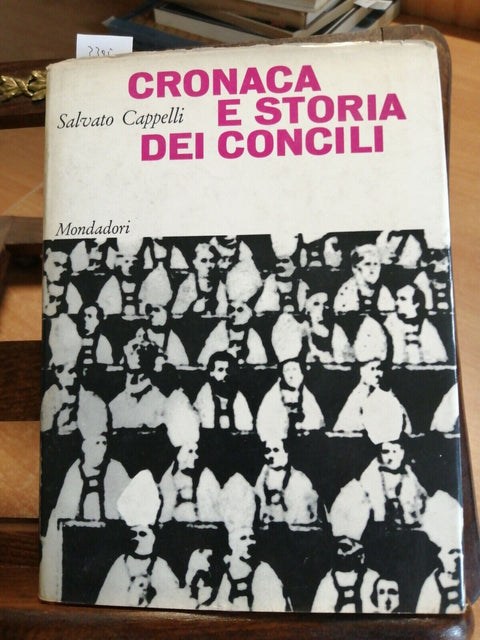 CRONACA
E STORIA
DEI CONCILI
Salvato Cappelli
Mondadori